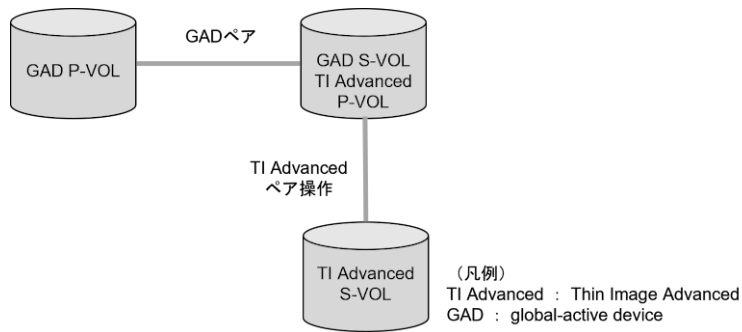 GADペア
GAD P-VOL
GAD S-VOL
TI Advanced
P-VOL
TI Advanced
ペア操作
TI Advanced
S-VOL
（凡例）
TI Advanced ： Thin Image Advanced
GAD ： global-active device